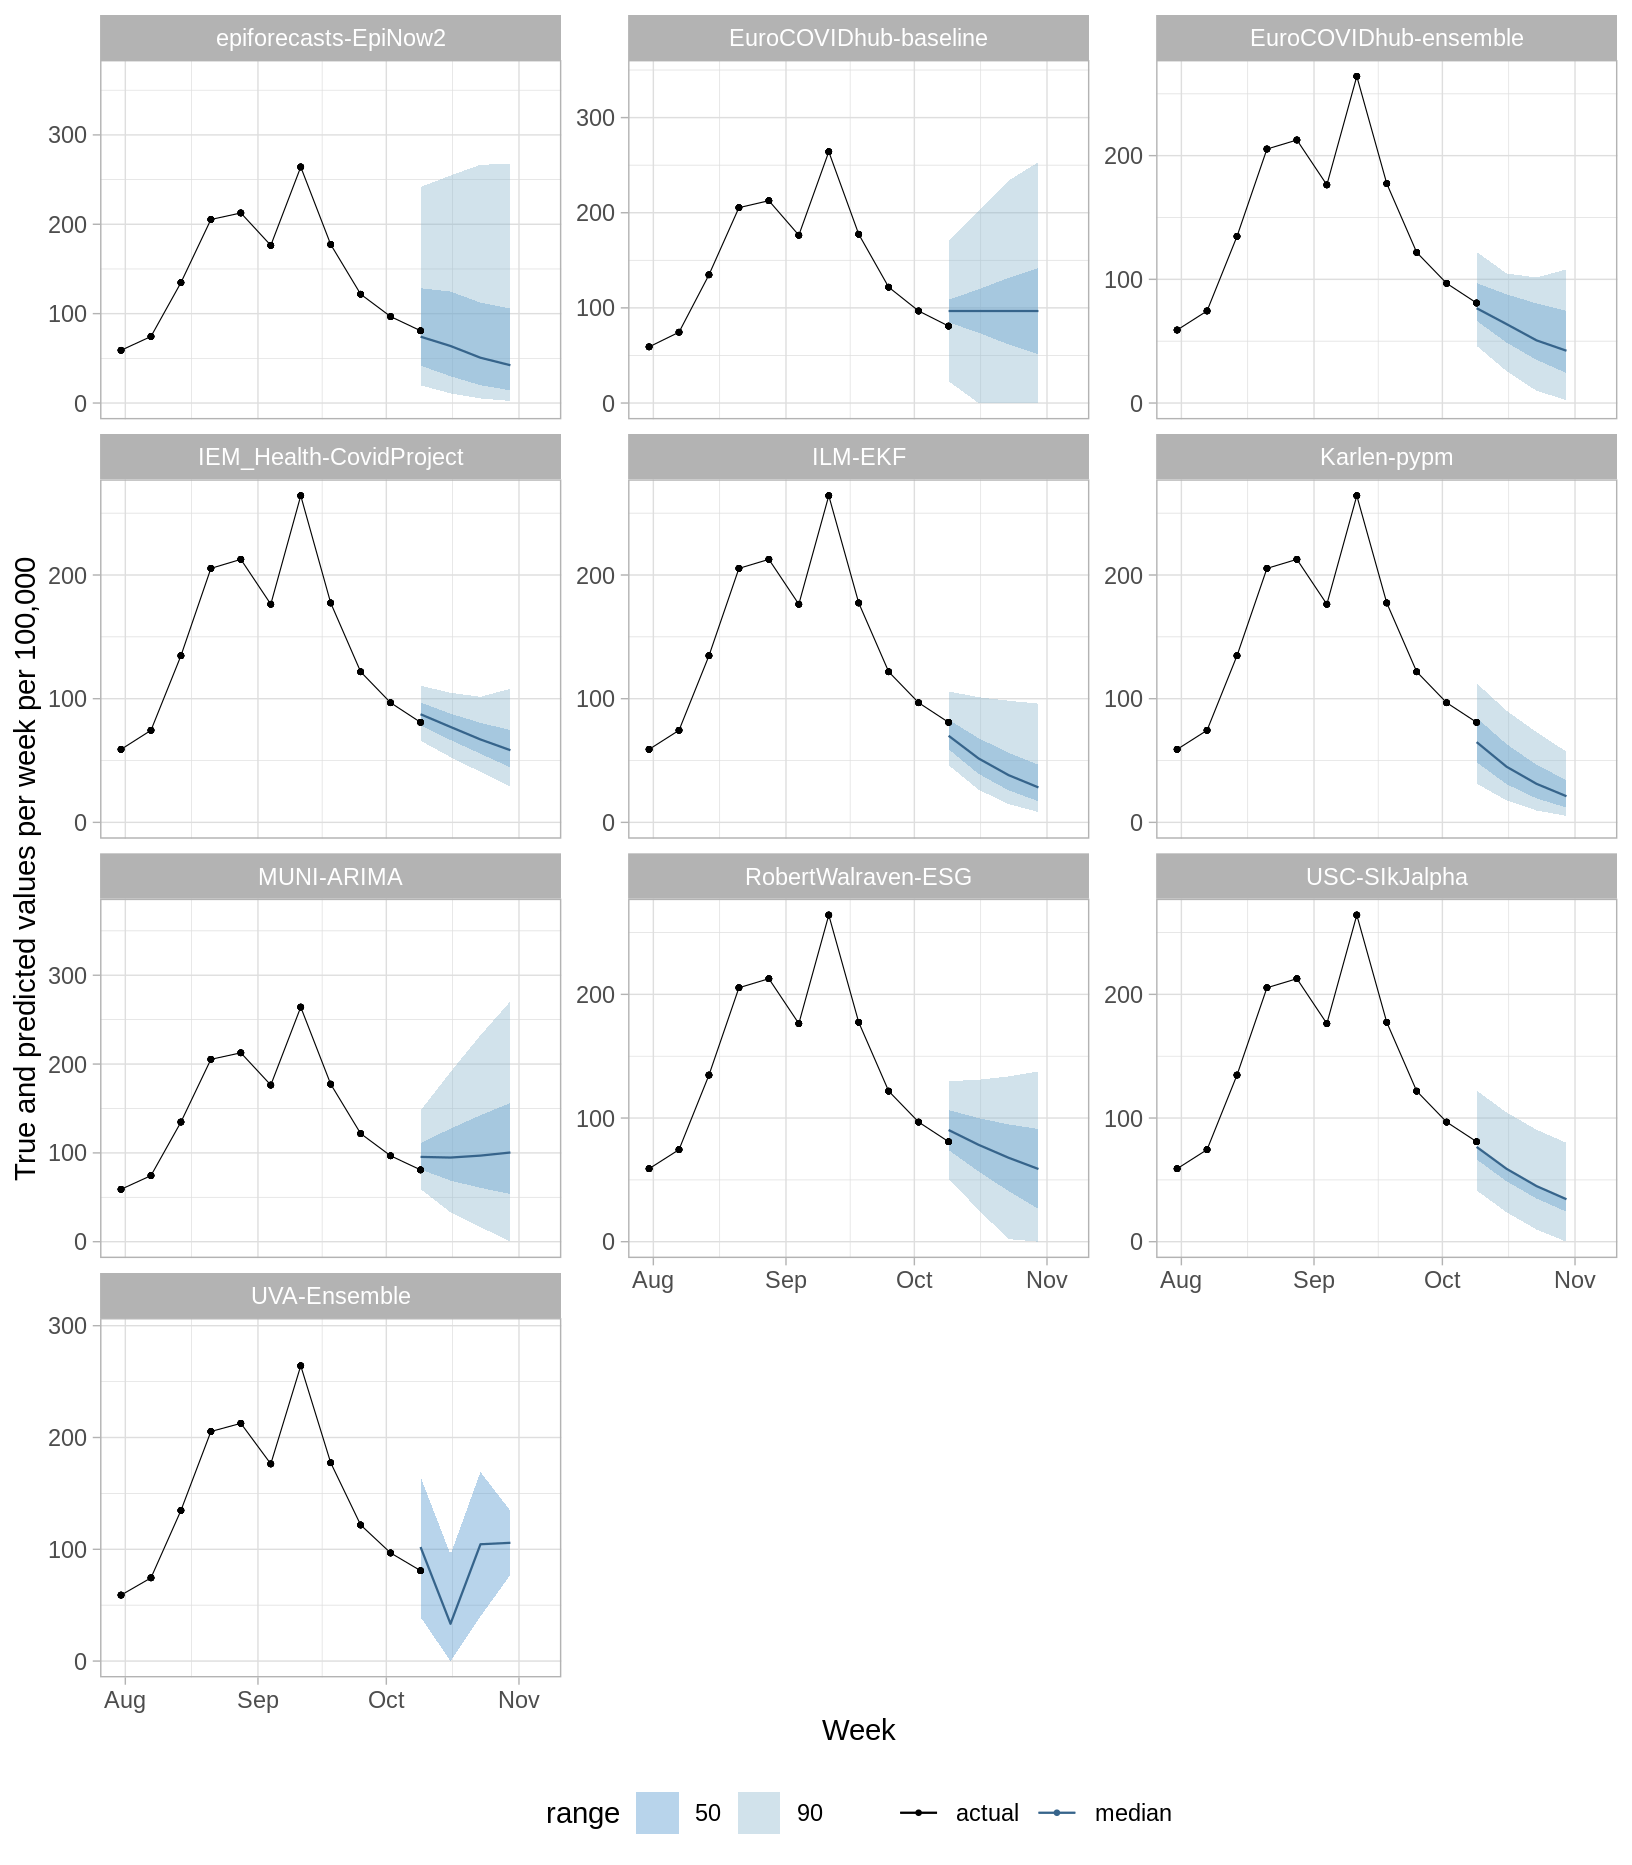 epiforecasts-EpiNow2
EuroCOVIDhub-baseline
EuroCOVIDhub-ensemble
300
200
100
0
300
200
100
0
200
100
0
IEM_Health-CovidProject
ILM-EKF
Karlen-pypm
200
100
0
200
100
0
200
100
0
True and predicted values per week per 100,000
MUNI-ARIMA
RobertWalraven-ESG
USC-SIkJalpha
300
200
100
0
200
100
0
200
100
0
Aug Sep Oct Nov
Aug Sep Oct Nov
UVA-Ensemble
300
200
100
0
Aug Sep Oct Nov
Week
range 50 90 actual median